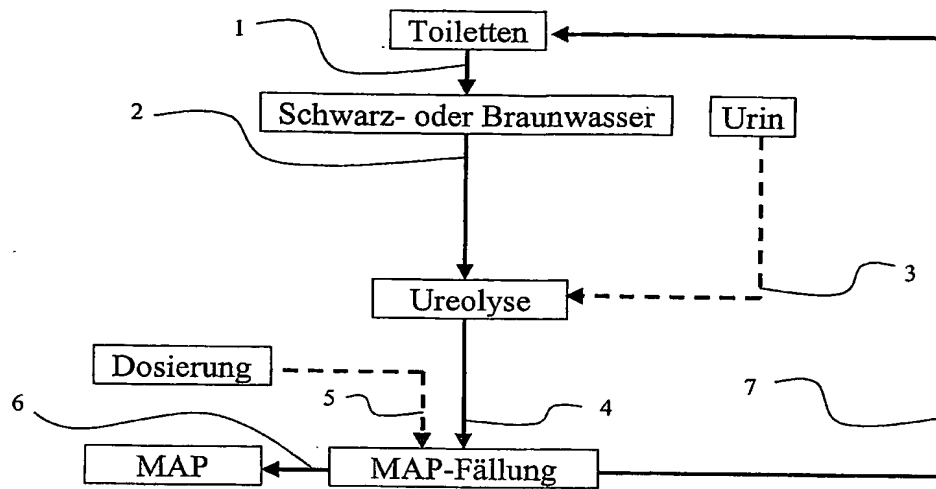 1
Toiletten
2
Schwarz- oder Braunwasser
Urin
3
Ureolyse
Dosierung
7
6
5
4
MAP
MAP-Fällung